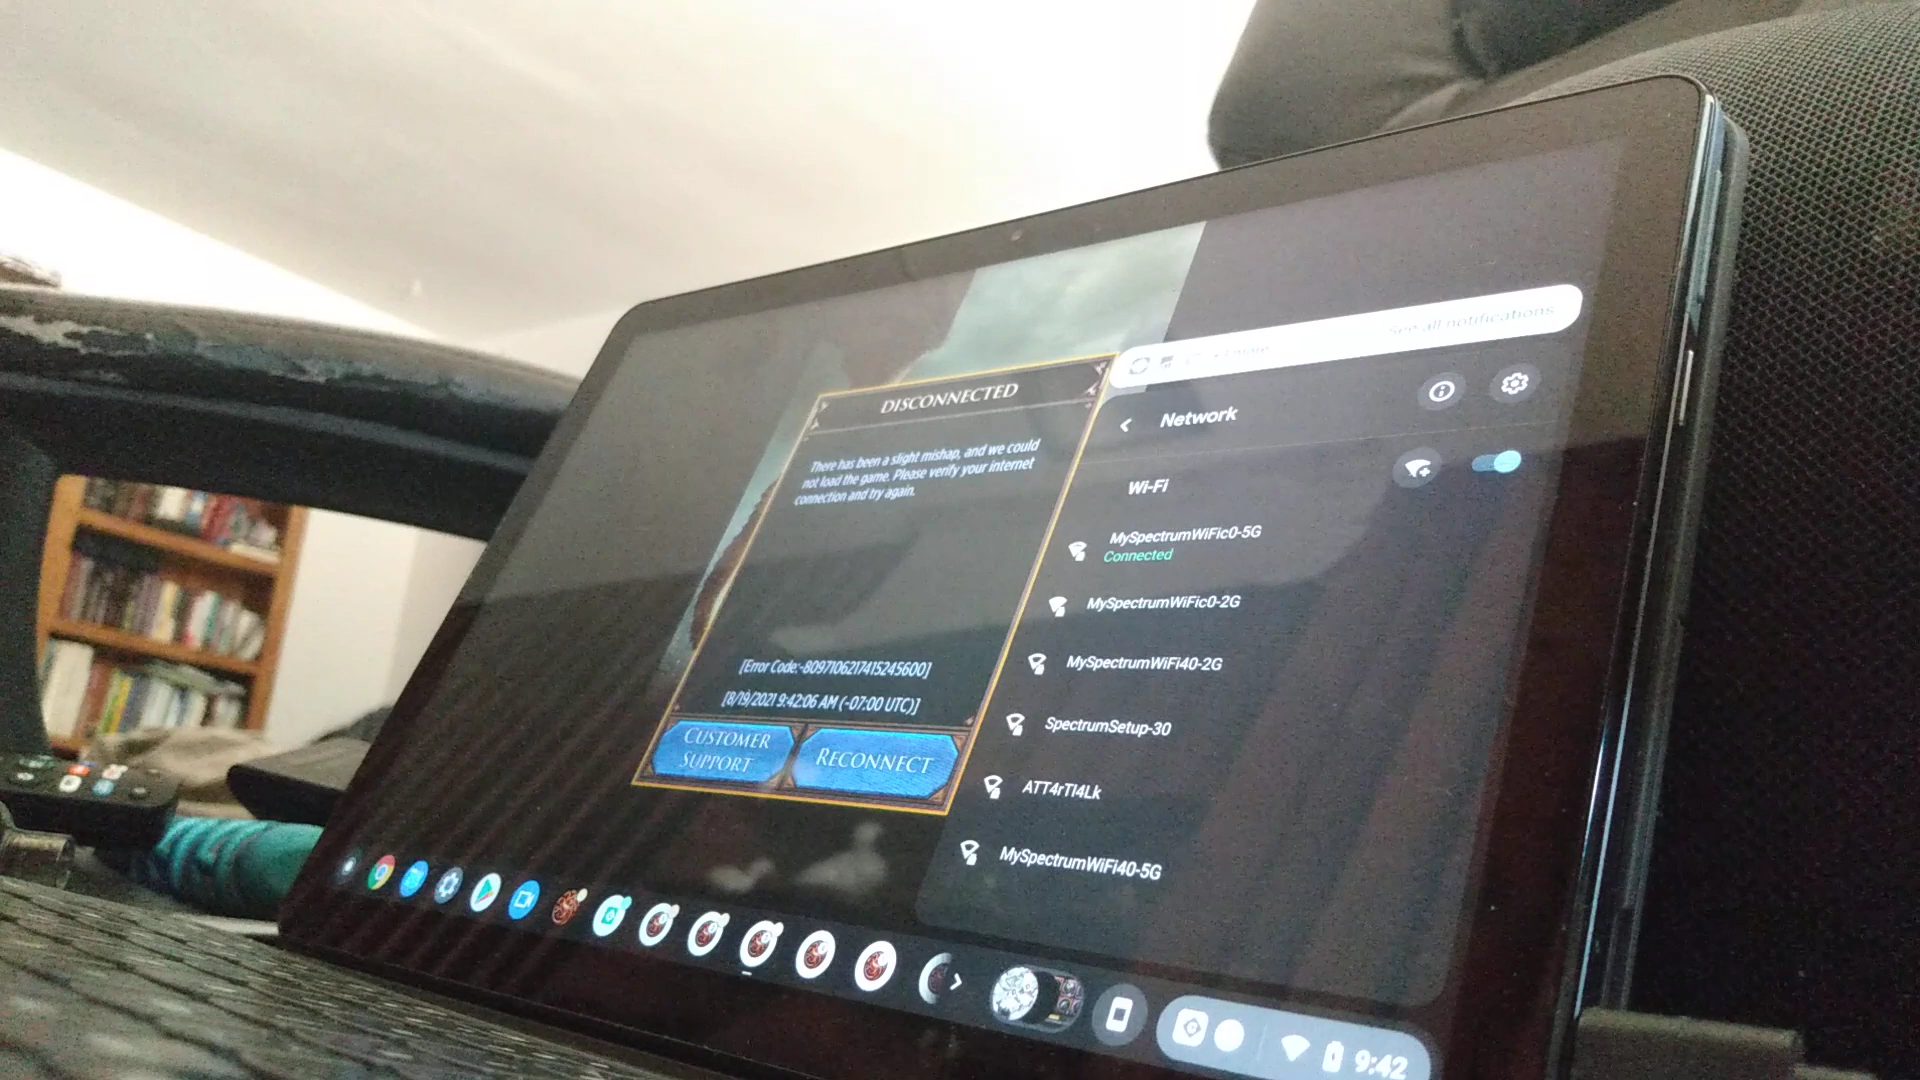 DISCONNECTED
There has been a slight mishap, and we could
not load the game. Please verify your internet
connection and try again.
[Error Code:-8097106217415245600]
[8/19/2021 9:42:06 AM (-07:00 UTC)]
CUSTOMER
SUPPORT
RECONNECT
See all notifications
Network
Wi-Fi
MySpectrumWiFic0-5G
Connected
MySpectrumWiFic0-2G
MySpectrumWiFi40-2G
SpectrumSetup-30
ATT4rTl4Lk
MySpectrumWiFi40-5G
9:42